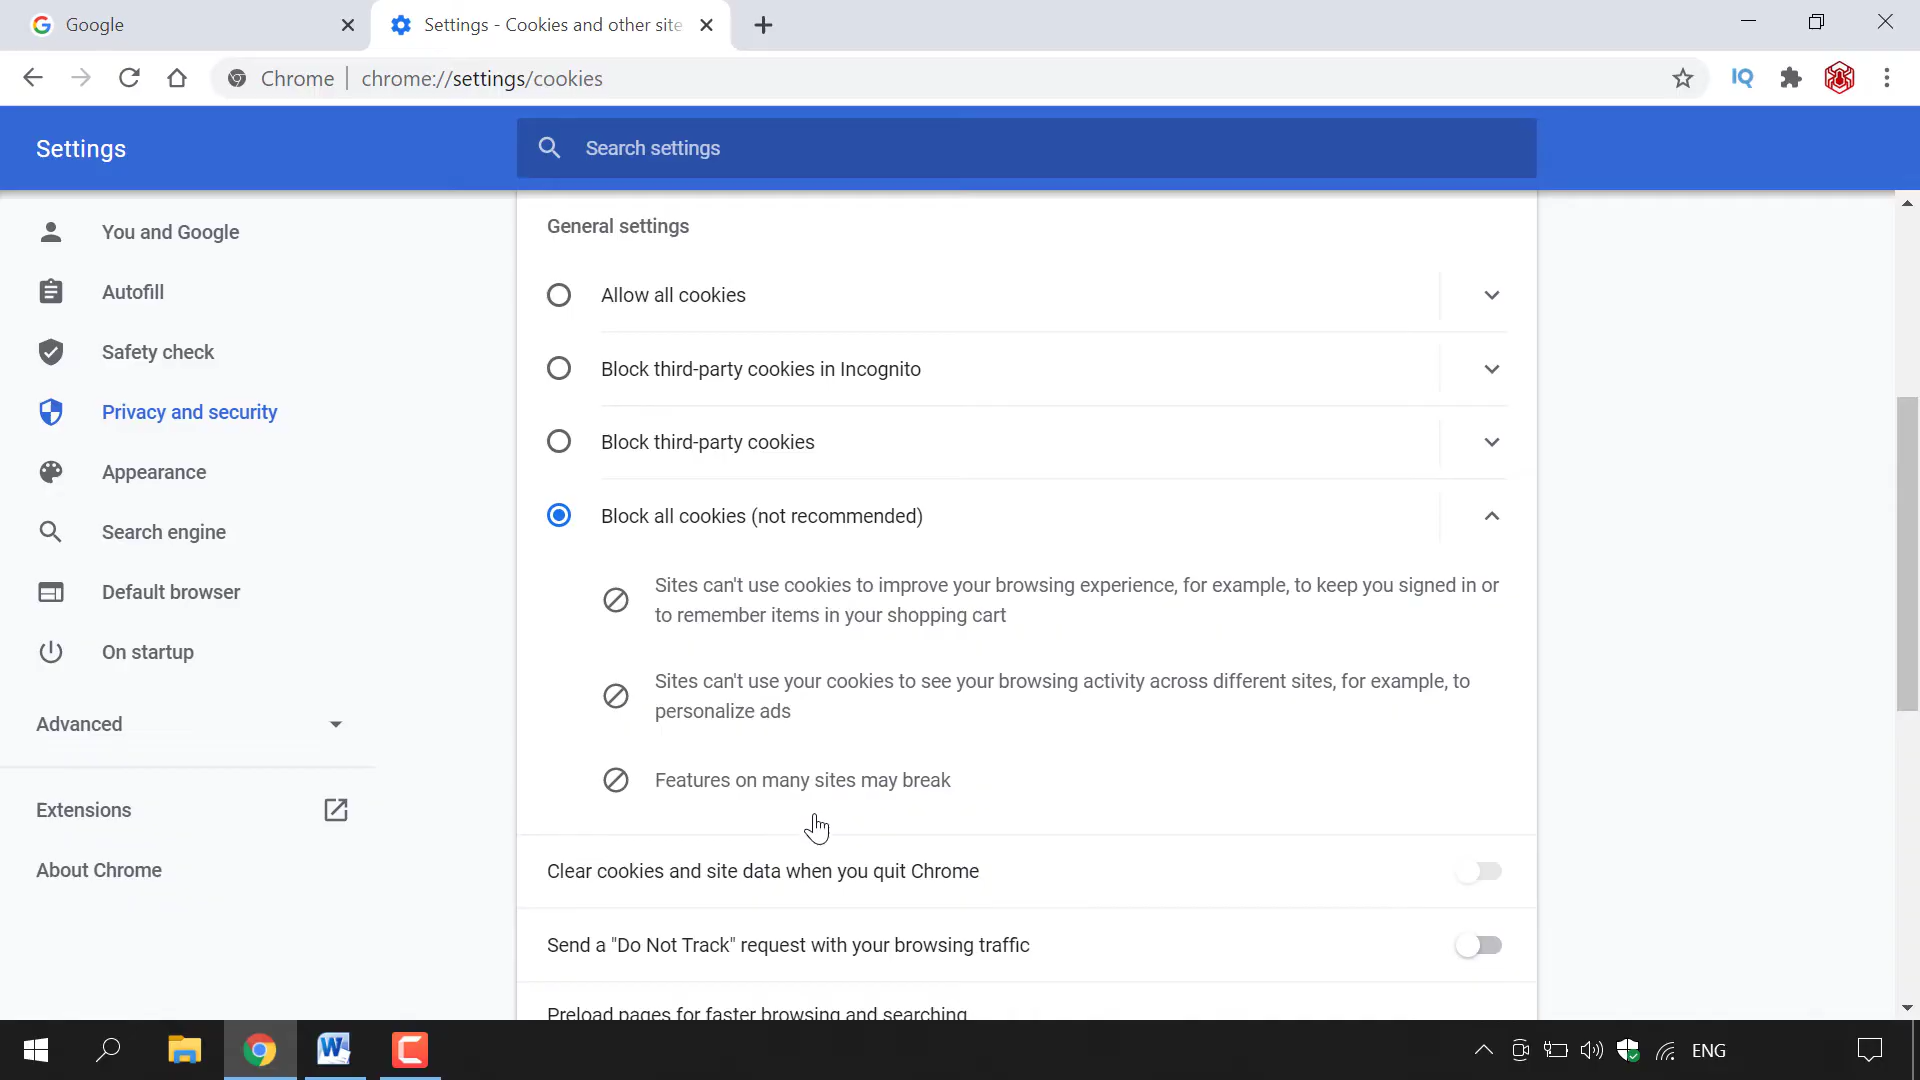 Google
Settings - Cookies and other site
Chrome
chrome://settings/cookies
IQ
Settings
Search settings
You and Google
Autofill
Safety check
Privacy and security
Appearance
Search engine
Default browser
On startup
Advanced
Extensions
About Chrome
General settings
Allow all cookies
Block third-party cookies in Incognito
Block third-party cookies
Block all cookies (not recommended)
Sites can't use cookies to improve your browsing experience, for example, to keep you signed in or
to remember items in your shopping cart
Sites can't use your cookies to see your browsing activity across different sites, for example, to
personalize ads
Features on many sites may break
Clear cookies and site data when you quit Chrome
Send a "Do Not Track" request with your browsing traffic
Preload pages for faster browsing and searching
ENG